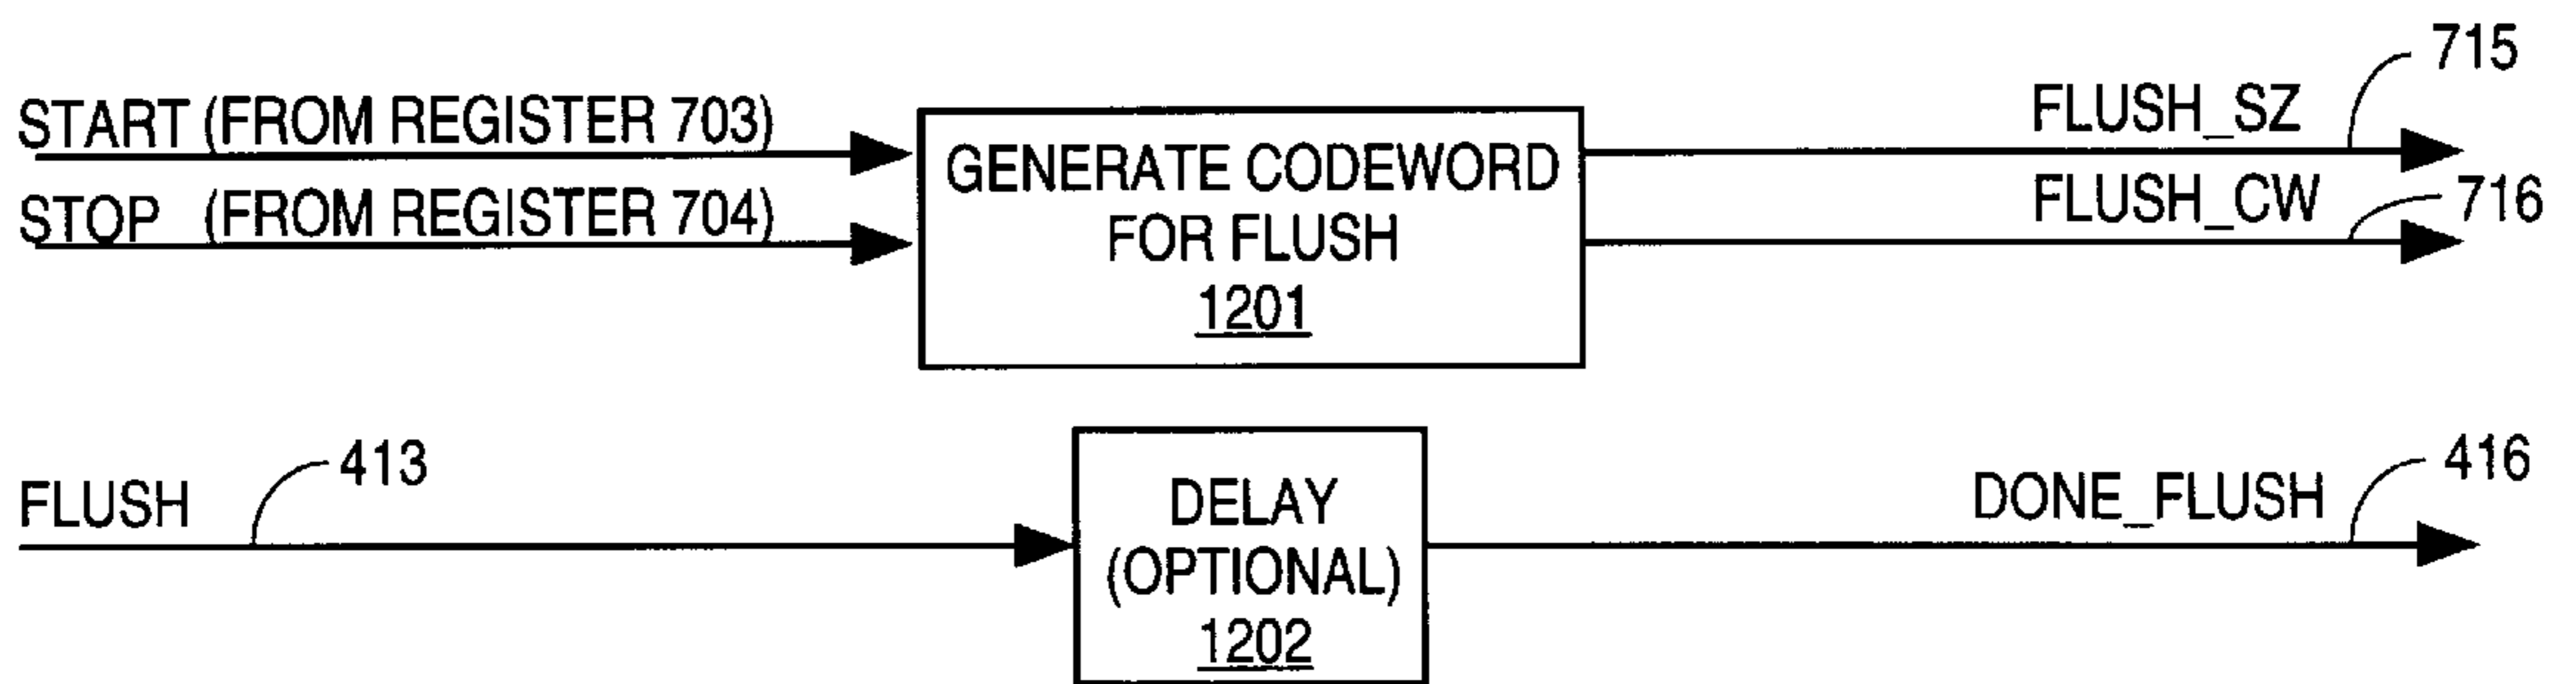 START (FROM REGISTER 703)
STOP (FROM REGISTER 704)
GENERATE CODEWORD
FOR FLUSH
1201
FLUSH_SZ
715
FLUSH_CW
716
FLUSH
413
DELAY
(OPTIONAL)
1202
DONE_FLUSH
416